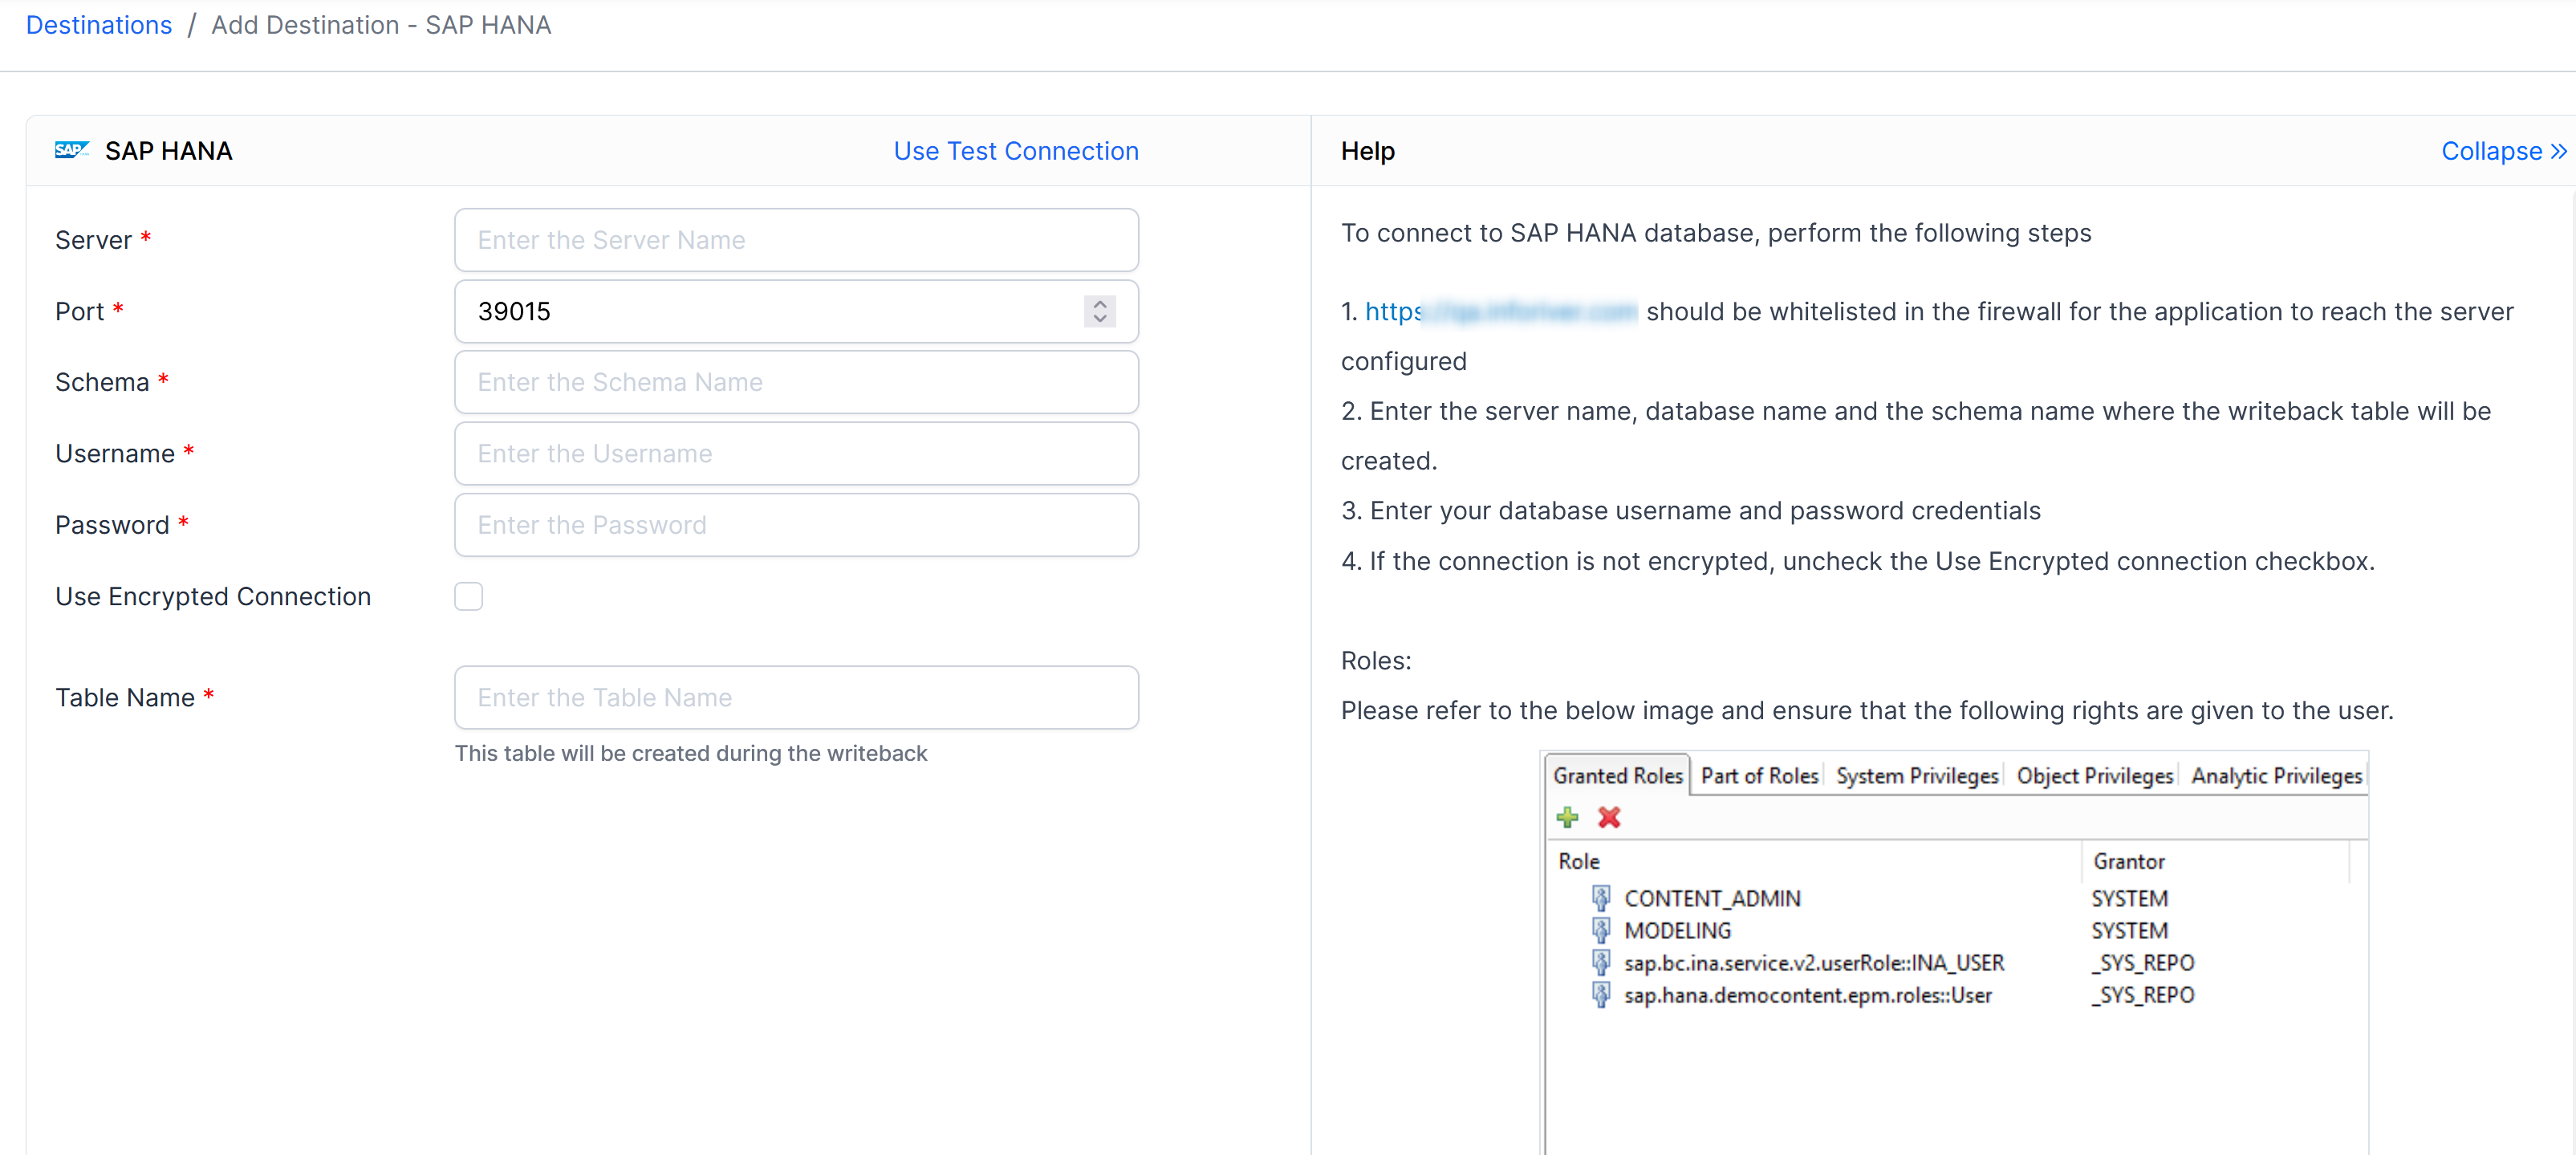 Destinations / Add Destination - SAP HANA
SAP SAP HANA
Use Test Connection
Server *
Enter the Server Name
Port *
39015
Schema *
Enter the Schema Name
Username *
Enter the Username
Password *
Enter the Password
Use Encrypted Connection
Table Name *
Enter the Table Name
This table will be created during the writeback
Help
Collapse »
To connect to SAP HANA database, perform the following steps
1. https should be whitelisted in the firewall for the application to reach the server
configured
2. Enter the server name, database name and the schema name where the writeback table will be
created.
3. Enter your database username and password credentials
4. If the connection is not encrypted, uncheck the Use Encrypted connection checkbox.
Roles:
Please refer to the below image and ensure that the following rights are given to the user.
Granted Roles Part of Roles System Privileges Object Privileges Analytic Privileges
Role Grantor
CONTENT_ADMIN SYSTEM
MODELING SYSTEM
sap.bc.ina.service.v2.userRole::INA_USER _SYS_REPO
sap.hana.democontent.epm.roles::User _SYS_REPO